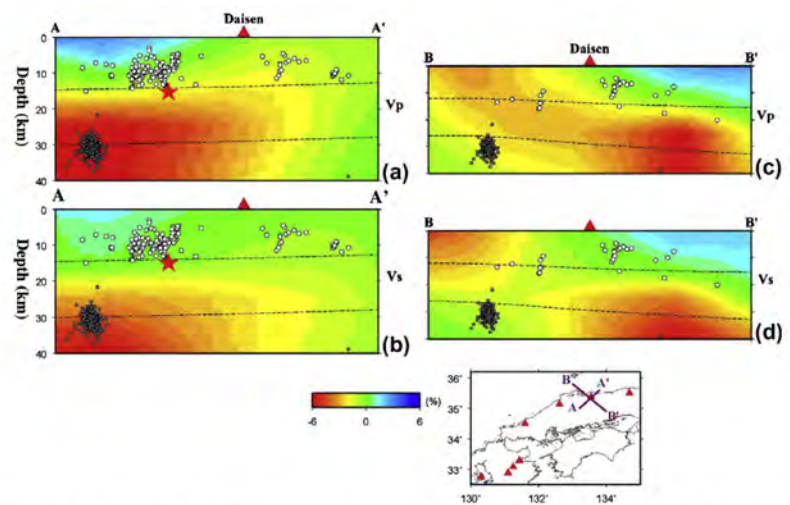 A Daisen A'
Depth (km)
0
10
20
30
40
Vp
(a)
A A'
Depth (km)
0
10
20
30
40
Vs
(b)
B Daisen B'
Vp
(c)
B B'
Vs
(d)
-6 0 6 (%)
36˚
35˚
34˚
33˚
B A'
A B'
130˚ 132˚ 134˚